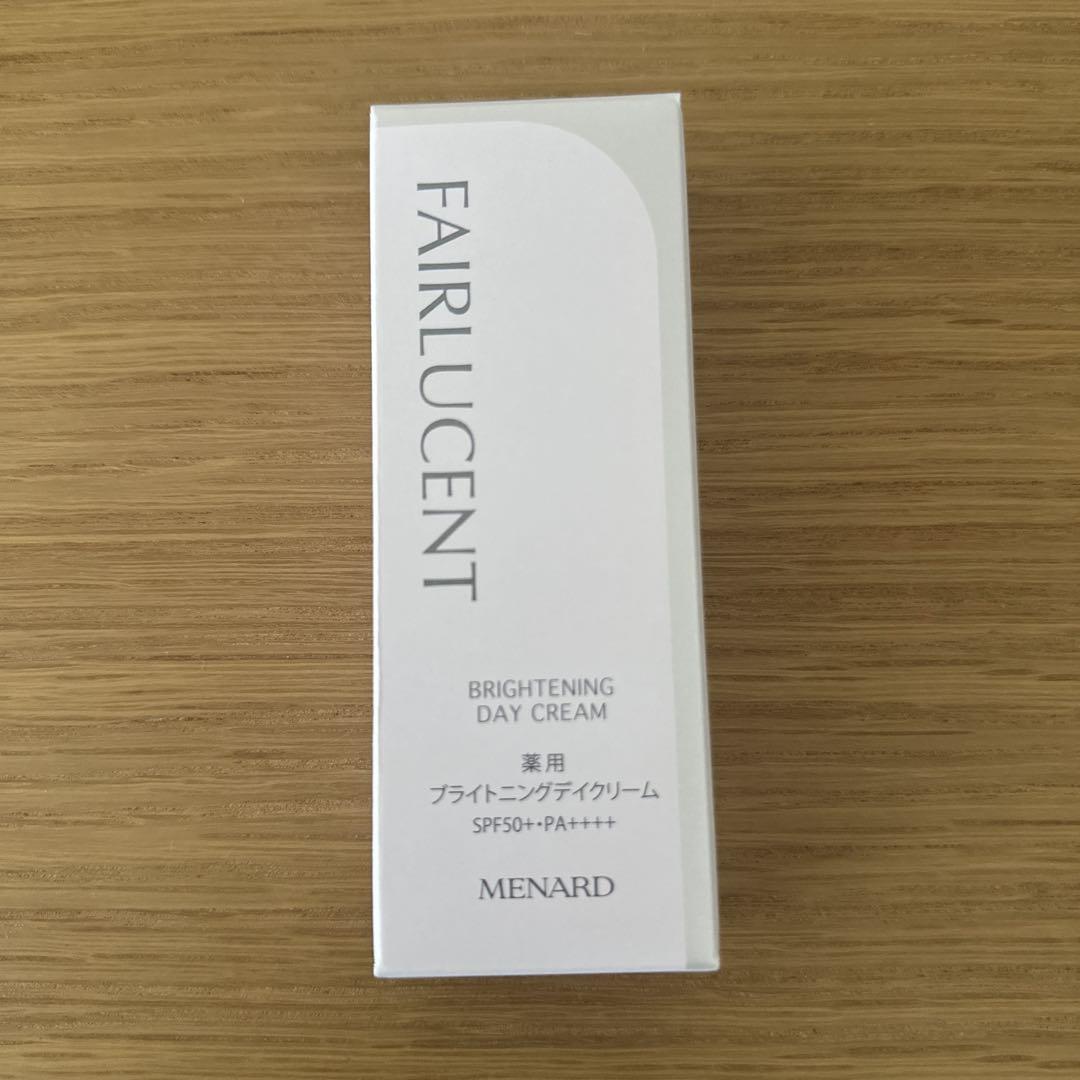 FAIRLUCENT
BRIGHTENING
DAY CREAM
薬用
ブライトニングデイクリーム
SPF50+・PA++++
MENARD